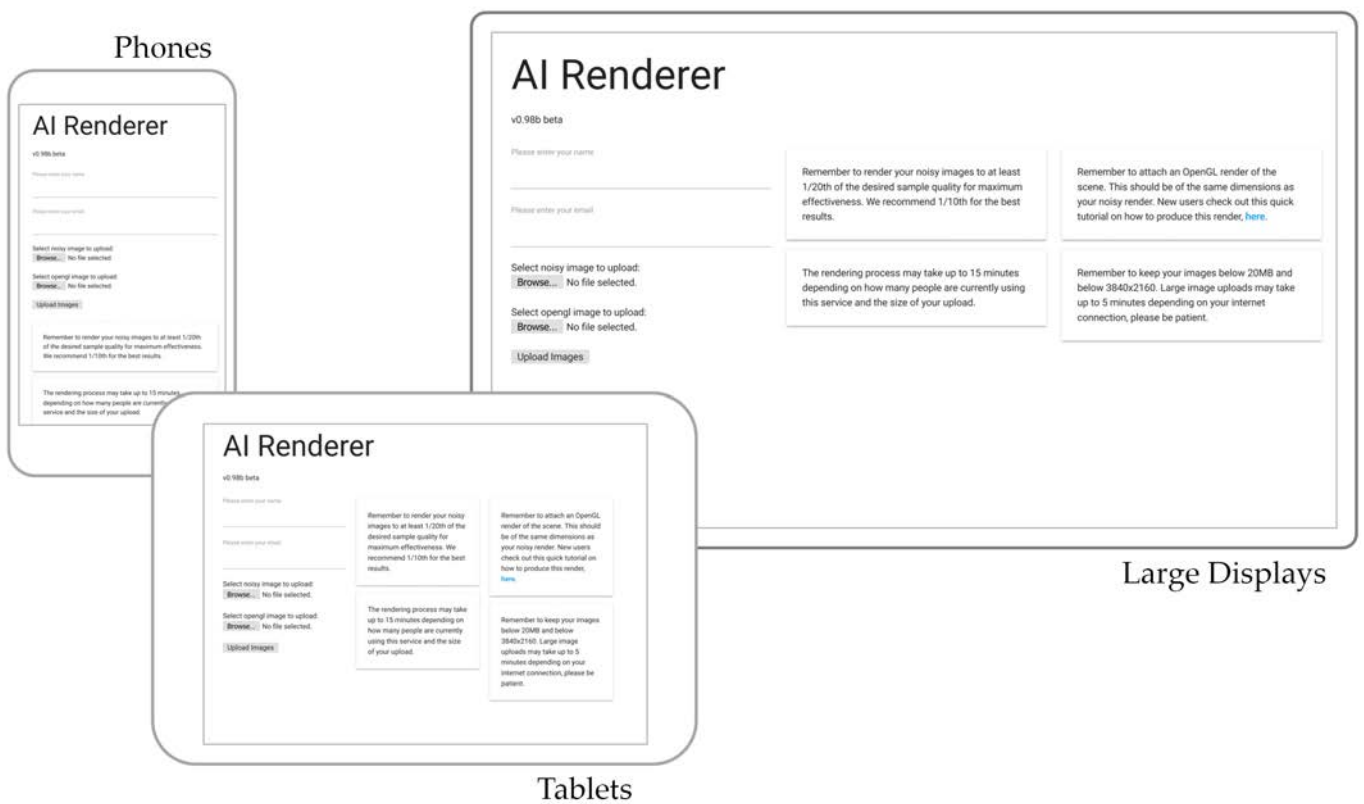 Phones
AI Renderer
v0.98b beta
Please enter your name
Please enter your email
Select noisy image to upload:
Browse... No file selected.
Select opengl image to upload:
Browse... No file selected.
Upload Images
Remember to render your noisy images to at least 1/20th
of the desired sample quality for maximum effectiveness.
We recommend 1/10th for the best results.
The rendering process may take up to 15 minutes
depending on how many people are currently
service and the size of your upload.
AI Renderer
v0.98b beta
Please enter your name
Please enter your email
Select noisy image to upload:
Browse... No file selected.
Select opengl image to upload:
Browse... No file selected.
Upload Images
Remember to render your noisy images to at least
1/20th of the desired sample quality for maximum
effectiveness. We recommend 1/10th for the best
results.
The rendering process may take up to 15 minutes
depending on how many people are currently using
this service and the size of your upload.
Remember to attach an OpenGL render of the
scene. This should be of the same dimensions as
your noisy render. New users check out this quick
tutorial on how to produce this render, here.
Remember to keep your images below 20MB and
below 3840x2160. Large image uploads may take
up to 5 minutes depending on your internet
connection, please be patient.
Large Displays
AI Renderer
v0.98b beta
Please enter your name
Please enter your email
Select noisy image to upload:
Browse... No file selected.
Select opengl image to upload:
Browse... No file selected.
Upload Images
Remember to render your noisy
images to at least 1/20th of the
desired sample quality for
maximum effectiveness. We
recommend 1/10th for the best
results.
The rendering process may take
up to 15 minutes depending on
how many people are currently
using this service and the size
of your upload.
Remember to attach an OpenGL
render of the scene. This should
be of the same dimensions as
your noisy render. New users
check out this quick tutorial on
how to produce this render,
here.
Remember to keep your images
below 20MB and below
3840x2160. Large image
uploads may take up to 5
minutes depending on your
internet connection, please be
patient.
Tablets